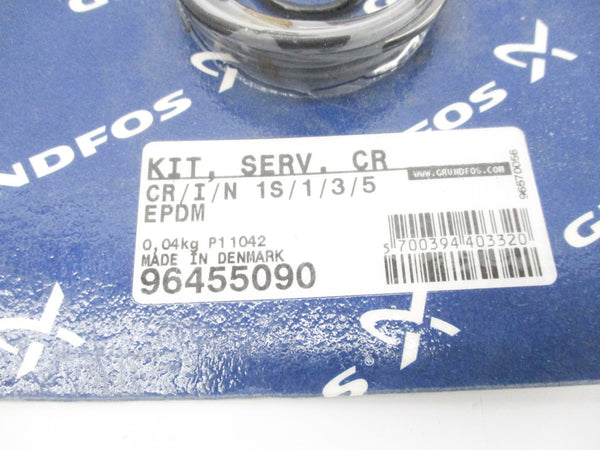 GRUNDFOS
KIT, SERV. CR
WWW.GRUNDFOS.COM
CR/I/N 1S/1/3/5
EPDM
0,04kg P11042
MADE IN DENMARK
96455090
5 700394 403320
96570056
NDFOS
G
®